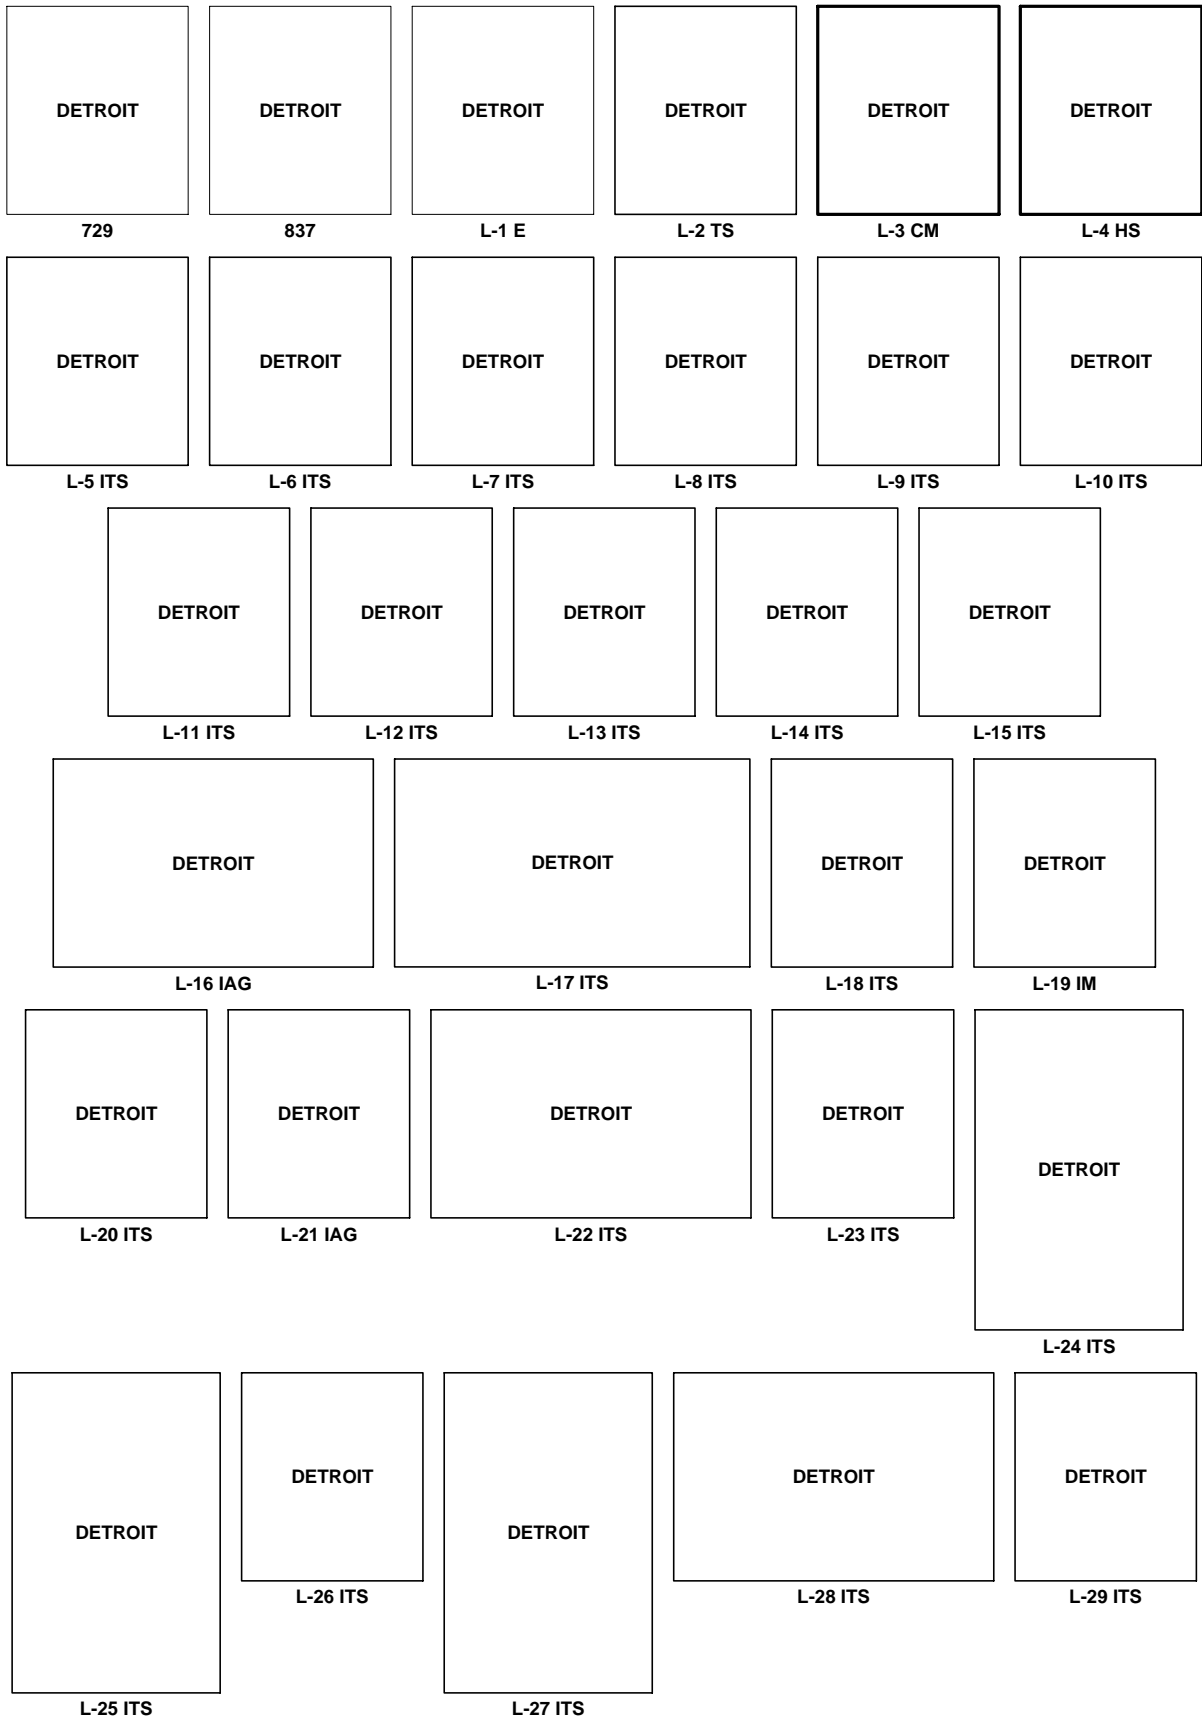 DETROIT DETROIT DETROIT DETROIT DETROIT DETROIT
729 837 L-1 E L-2 TS L-3 CM L-4 HS
DETROIT DETROIT DETROIT DETROIT DETROIT DETROIT
L-5 ITS L-6 ITS L-7 ITS L-8 ITS L-9 ITS L-10 ITS
DETROIT DETROIT DETROIT DETROIT DETROIT
L-11 ITS L-12 ITS L-13 ITS L-14 ITS L-15 ITS
DETROIT DETROIT DETROIT DETROIT
L-16 IAG L-17 ITS L-18 ITS L-19 IM
DETROIT DETROIT DETROIT DETROIT
DETROIT
L-20 ITS L-21 IAG L-22 ITS L-23 ITS
L-24 ITS
DETROIT DETROIT DETROIT
DETROIT DETROIT
L-26 ITS L-28 ITS L-29 ITS
L-25 ITS L-27 ITS